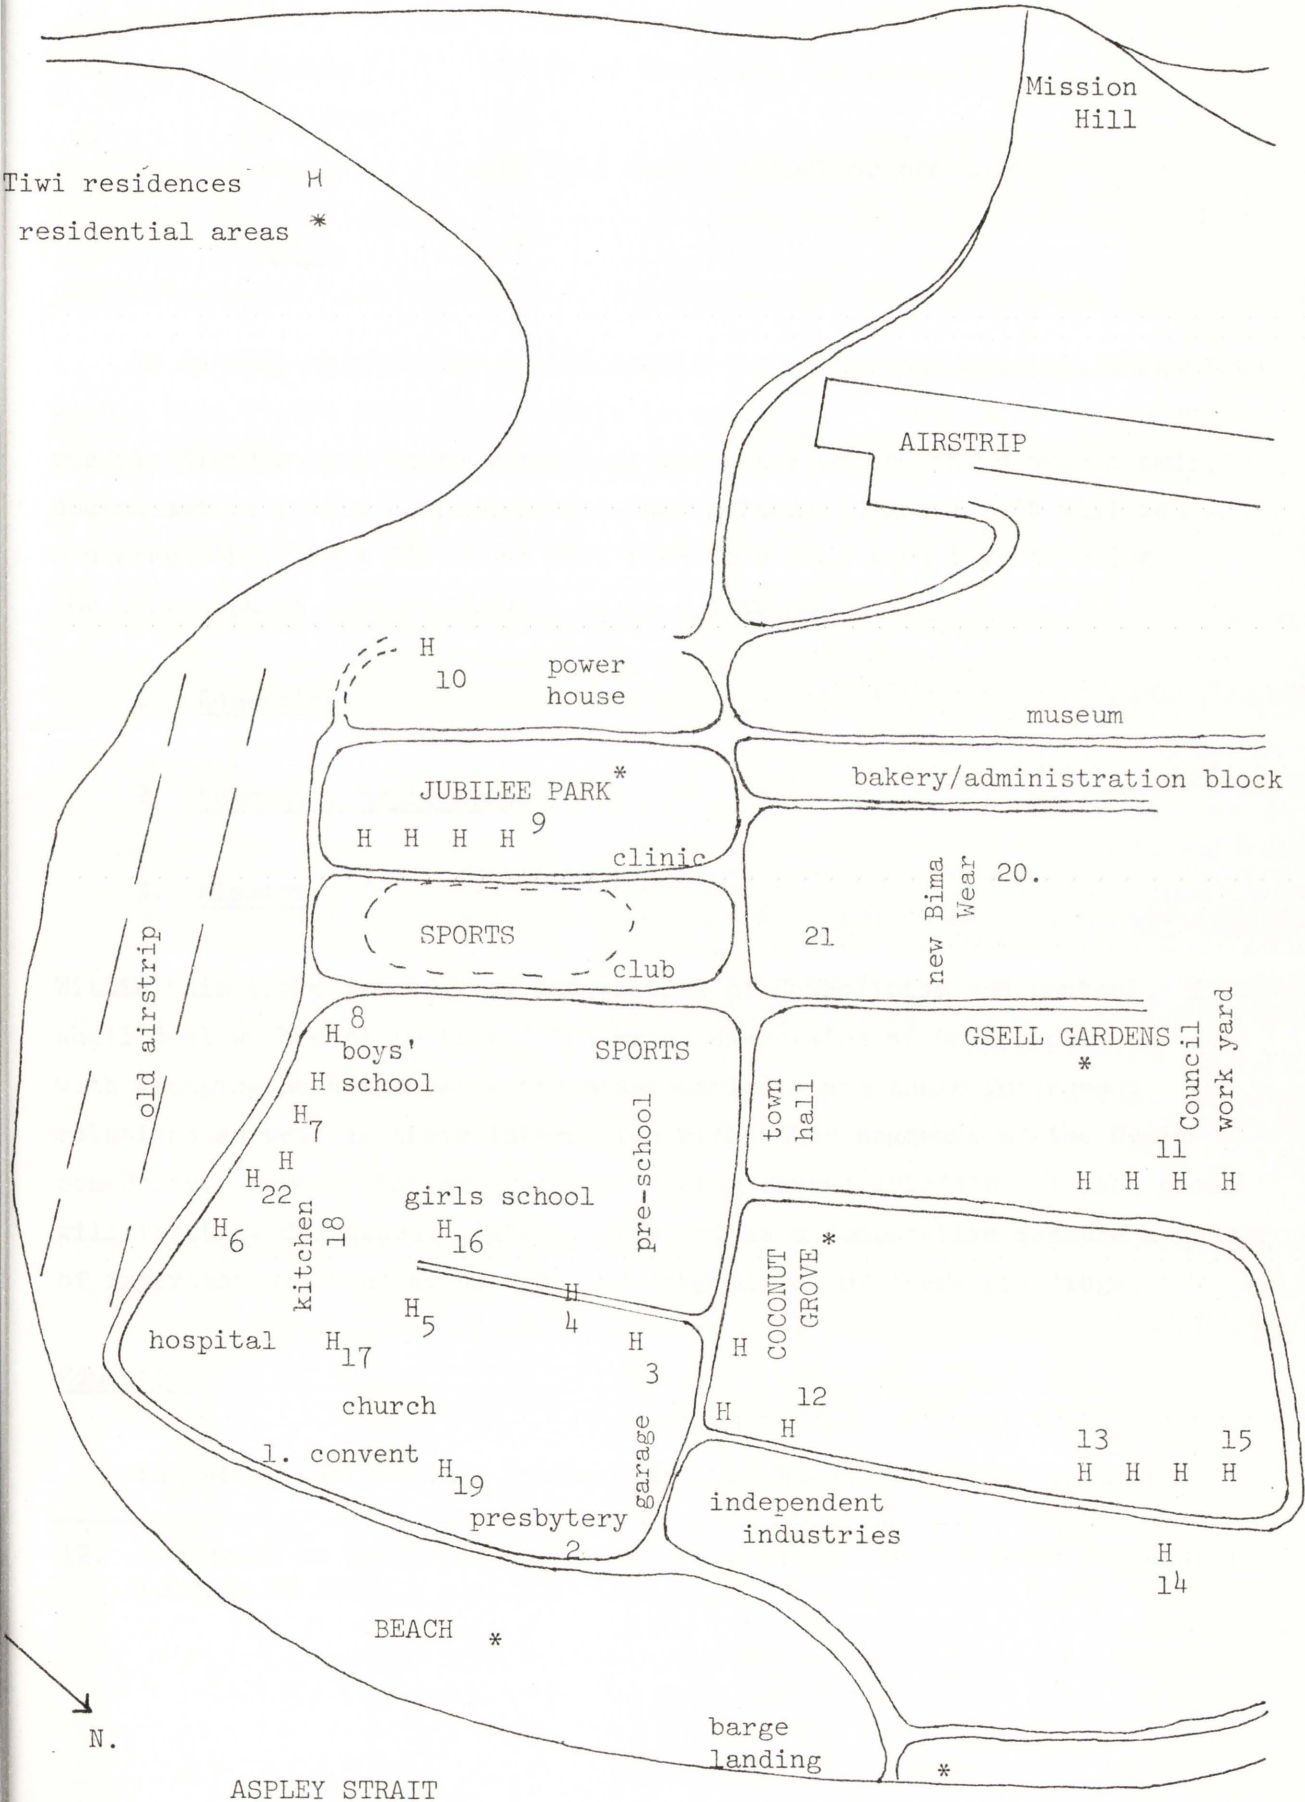 Mission
Hill
Tiwi residences H
residential areas *
AIRSTRIP
H
10
power
house
museum
JUBILEE PARK *
bakery/administration block
H H H H 9
clinic
new Bima
Wear
20.
21
SPORTS
club
old airstrip
8
H
boys'
H school
H 7
SPORTS
pre-school
town
hall
GSELL GARDENS
*
Council
work yard
11
H H H H
H
H 22
H 6
kitchen
18
girls school
H 16
H 5
H
4
H
3
COCONUT
GROVE *
H
H
12
H
hospital
H 17
church
1. convent
H 19
garage
presbytery
2
13 15
H H H H
independent
industries
H
14
BEACH *
N.
barge
landing
*
ASPLEY STRAIT